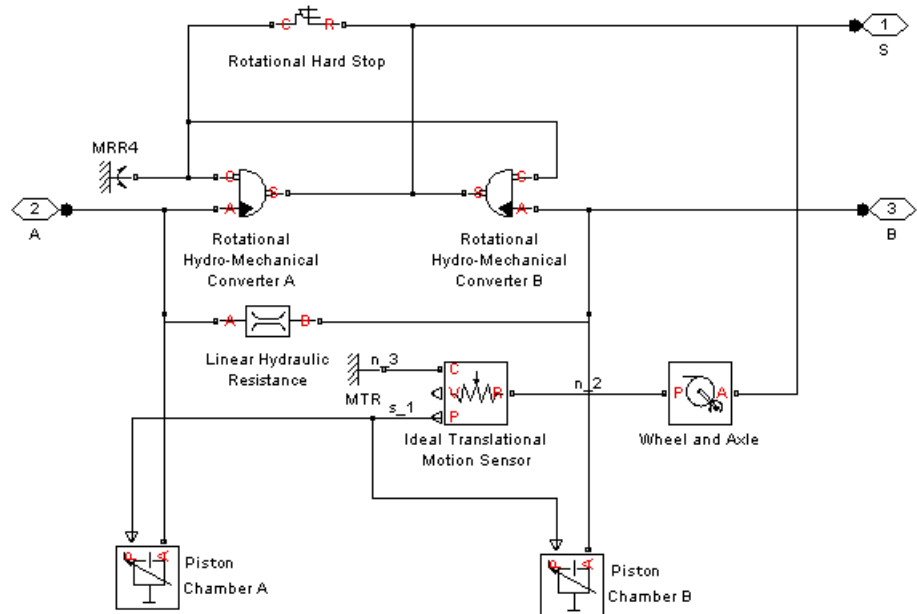 C R
1
Rotational Hard Stop
S
MRR4
C
S
S
C
2
A
A
3
A
B
Rotational
Hydro-Mechanical
Converter A
Rotational
Hydro-Mechanical
Converter B
A
B
Linear Hydraulic
Resistance
n_3
MTR
s_1
C
V
R
P
n_2
P
A
Ideal Translational
Motion Sensor
Wheel and Axle
P
A
Piston
Chamber A
P
A
Piston
Chamber B